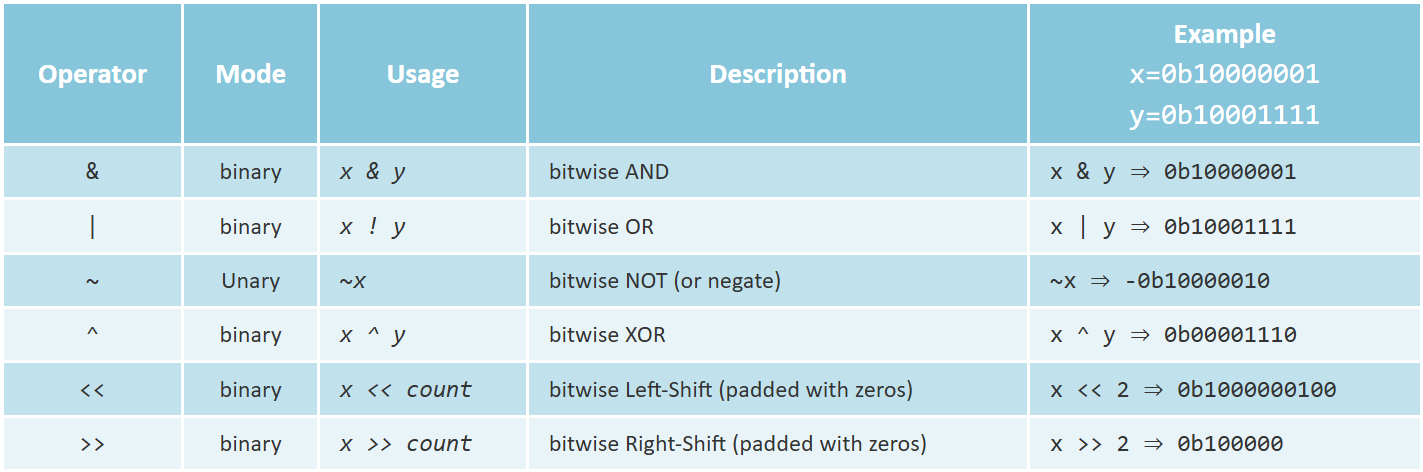 Operator Mode Usage Description Example
x=0b10000001
y=0b10001111
& binary x & y bitwise AND x & y ⇒ 0b10000001
| binary x ! y bitwise OR x | y ⇒ 0b10001111
~ Unary ~x bitwise NOT (or negate) ~x ⇒ -0b10000010
^ binary x ^ y bitwise XOR x ^ y ⇒ 0b00001110
<< binary x << count bitwise Left-Shift (padded with zeros) x << 2 ⇒ 0b1000000100
>> binary x >> count bitwise Right-Shift (padded with zeros) x >> 2 ⇒ 0b100000